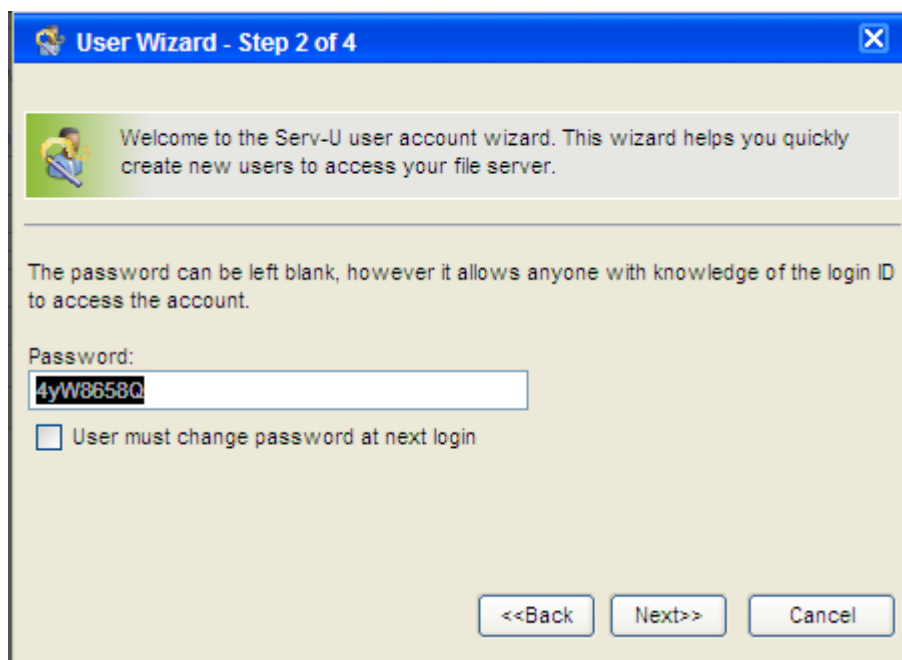 User Wizard - Step 2 of 4
Welcome to the Serv-U user account wizard. This wizard helps you quickly
create new users to access your file server.
The password can be left blank, however it allows anyone with knowledge of the login ID
to access the account.
Password:
4yW8658Q
User must change password at next login
<<Back Next>> Cancel